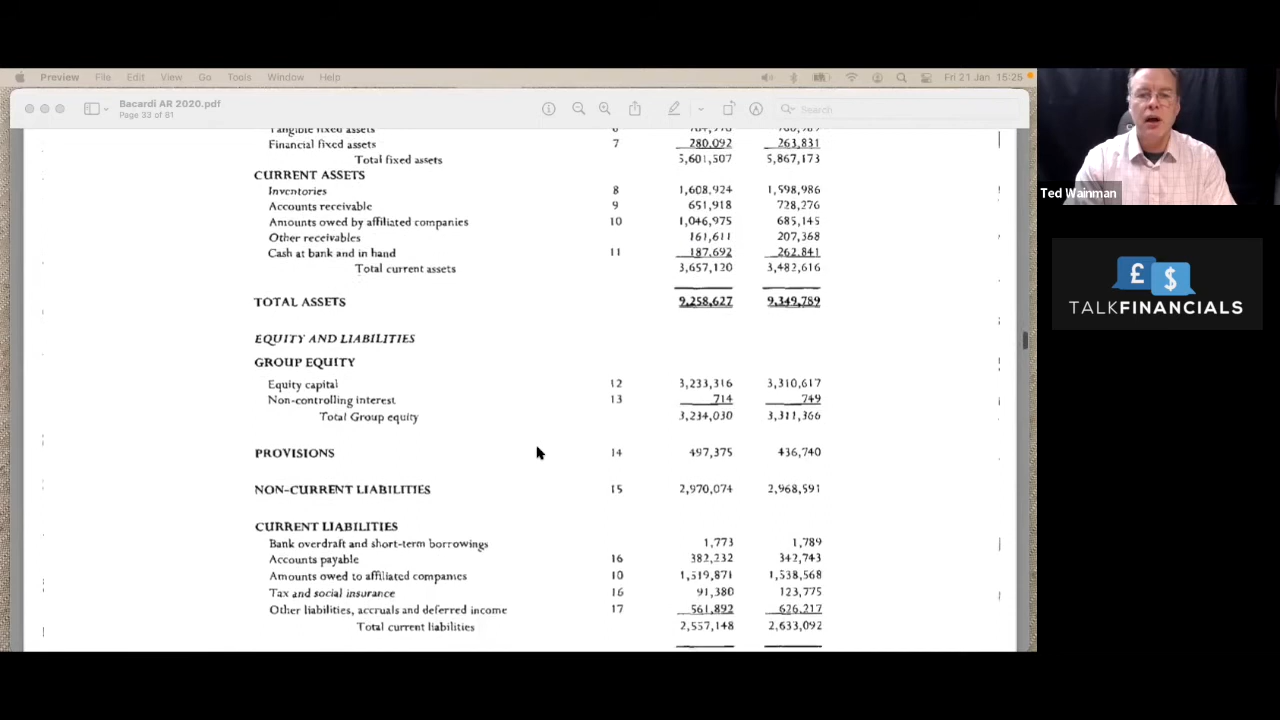 Preview File Edit View Go Tools Window Help Fri 21 Jan 15:25
Bacardi AR 2020.pdf
Page 33 of 81
Search
Tangible fixed assets 6
Financial fixed assets 7 280,092 263,831
Total fixed assets 5,601,507 5,867,173
CURRENT ASSETS
Inventories 8 1,608,924 1,598,986
Accounts receivable 9 651,918 728,276
Amounts owed by affiliated companies 10 1,046,975 685,145
Other receivables 161,611 207,368
Cash at bank and in hand 11 187,692 262,841
Total current assets 3,657,120 3,482,616
TOTAL ASSETS 9,258,627 9,349,789
EQUITY AND LIABILITIES
GROUP EQUITY
Equity capital 12 3,233,316 3,310,617
Non-controlling interest 13 714 749
Total Group equity 3,234,030 3,311,366
PROVISIONS 14 497,375 436,740
NON-CURRENT LIABILITIES 15 2,970,074 2,968,591
CURRENT LIABILITIES
Bank overdraft and short-term borrowings 1,773 1,789
Accounts payable 16 382,232 342,743
Amounts owed to affiliated companies 10 1,519,871 1,538,568
Tax and social insurance 16 91,380 123,775
Other liabilities, accruals and deferred income 17 561,892 626,217
Total current liabilities 2,557,148 2,633,092
Ted Wainman
£ $
TALKFINANCIALS